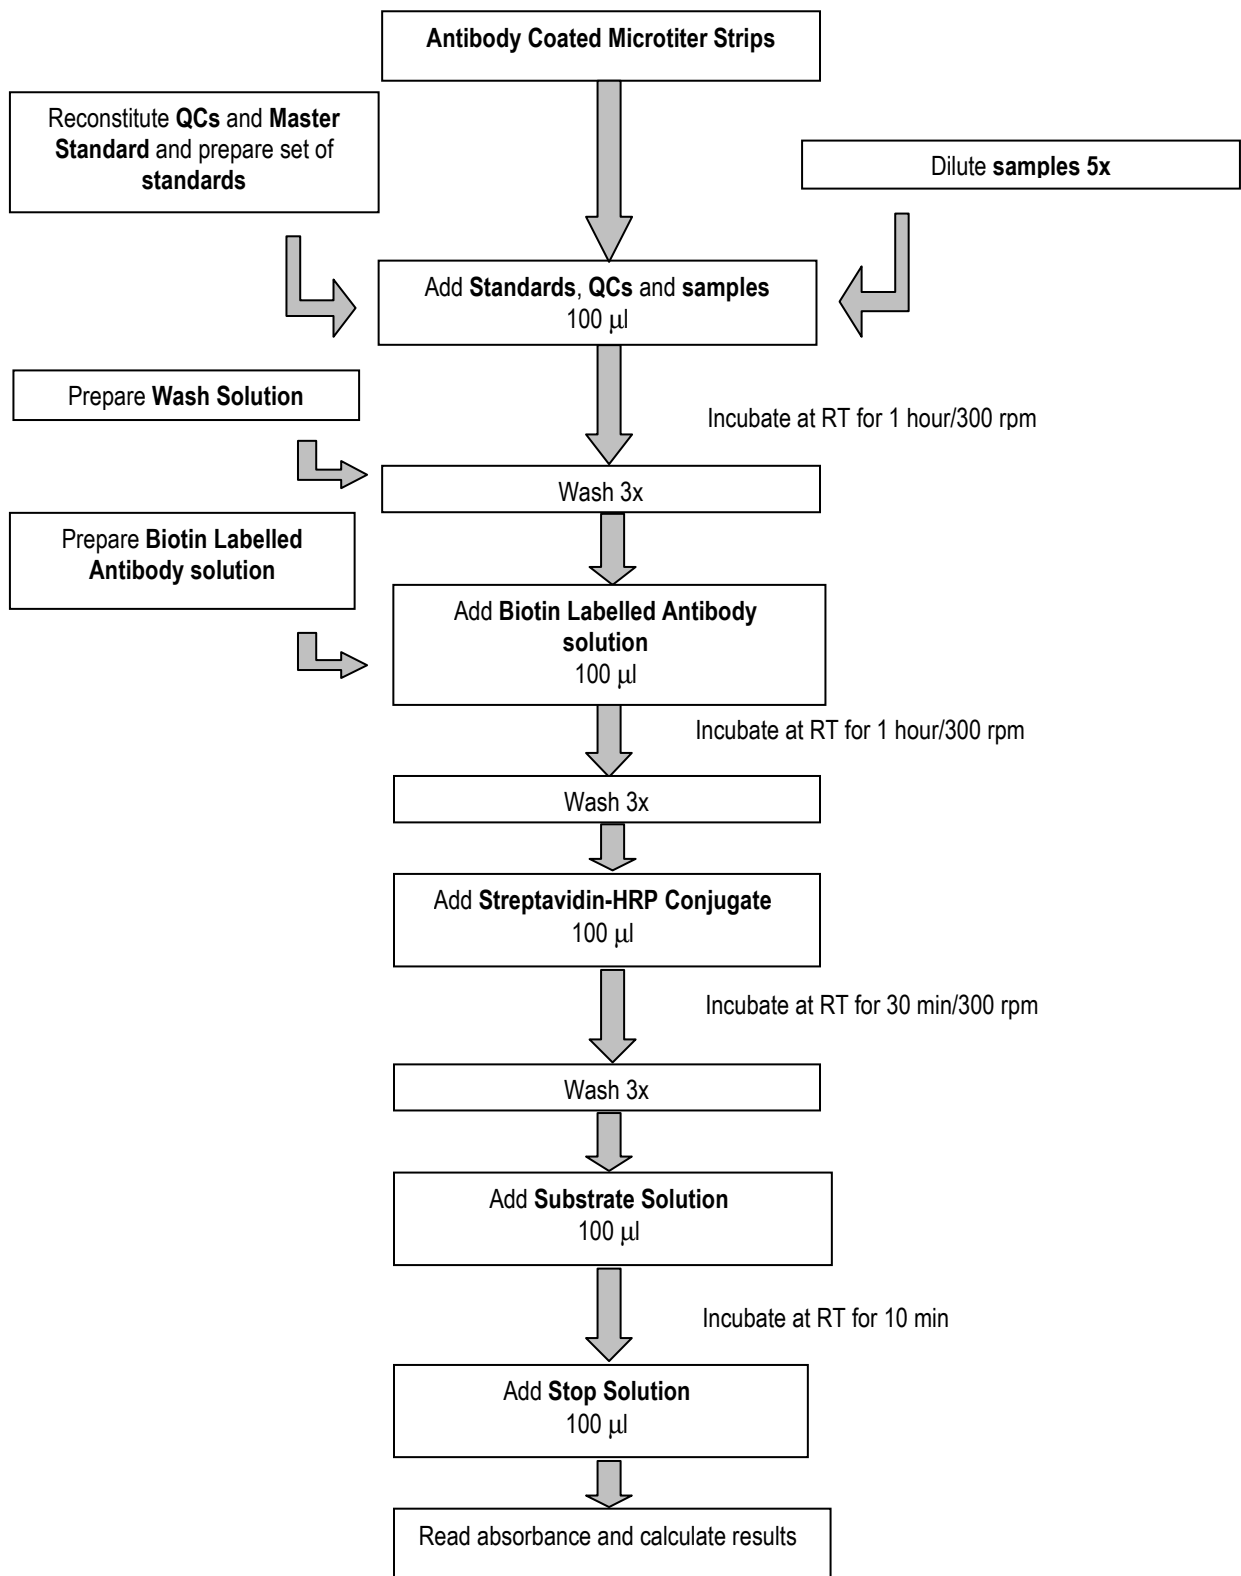 Antibody Coated Microtiter Strips
Reconstitute QCs and Master
Standard and prepare set of
standards
Dilute samples 5x
Add Standards, QCs and samples
100 μl
Prepare Wash Solution
Incubate at RT for 1 hour/300 rpm
Wash 3x
Prepare Biotin Labelled
Antibody solution
Add Biotin Labelled Antibody
solution
100 μl
Incubate at RT for 1 hour/300 rpm
Wash 3x
Add Streptavidin-HRP Conjugate
100 μl
Incubate at RT for 30 min/300 rpm
Wash 3x
Add Substrate Solution
100 μl
Incubate at RT for 10 min
Add Stop Solution
100 μl
Read absorbance and calculate results